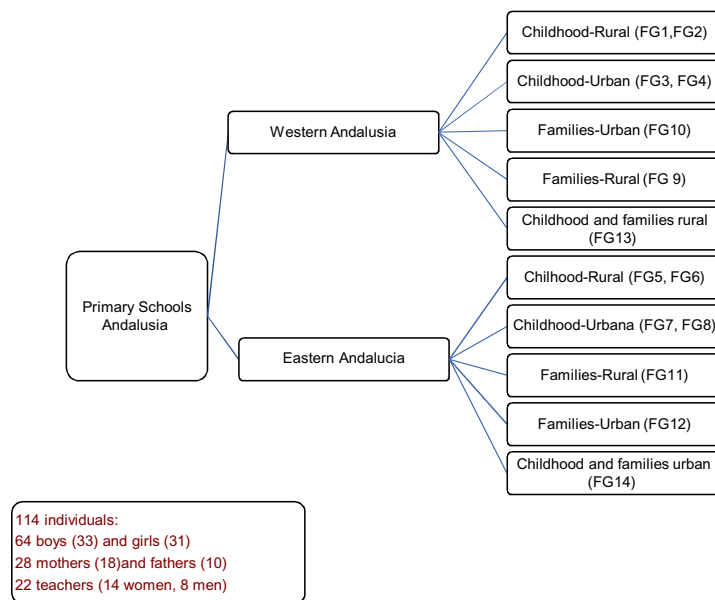 Childhood-Rural (FG1,FG2)
Childhood-Urban (FG3, FG4)
Western Andalusia
Families-Urban (FG10)
Families-Rural (FG 9)
Childhood and families rural
(FG13)
Primary Schools
Andalusia
Chilhood-Rural (FG5, FG6)
Childhood-Urbana (FG7, FG8)
Eastern Andalucia
Families-Rural (FG11)
Families-Urban (FG12)
Childhood and families urban
(FG14)
114 individuals:
64 boys (33) and girls (31)
28 mothers (18)and fathers (10)
22 teachers (14 women, 8 men)